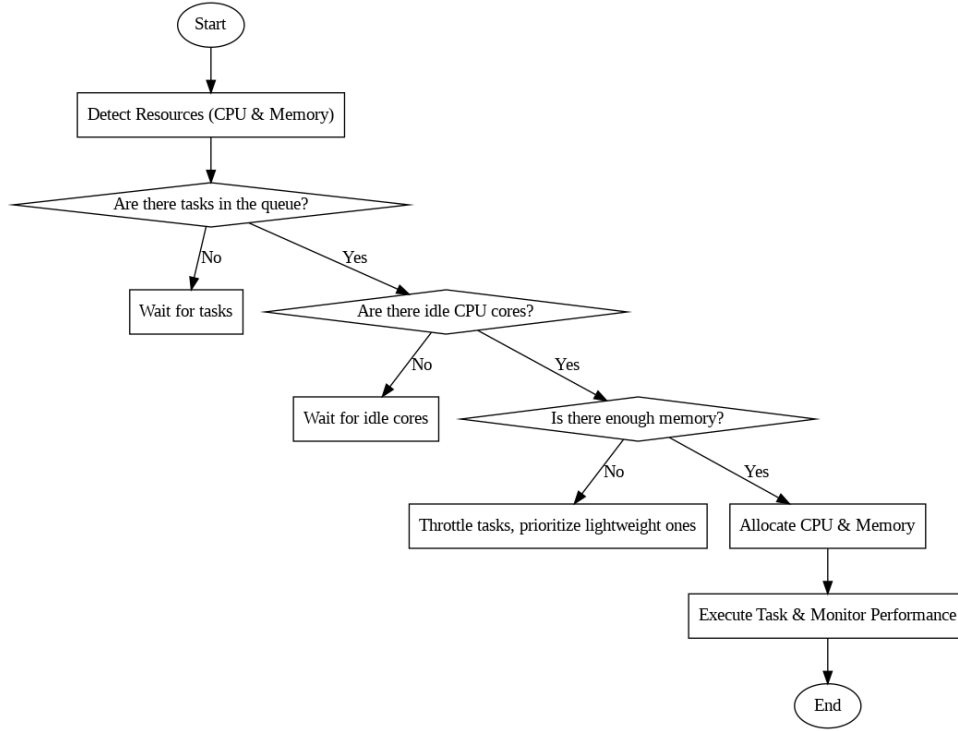 Start
Detect Resources (CPU & Memory)
Are there tasks in the queue?
No
Yes
Wait for tasks
Are there idle CPU cores?
No
Yes
Wait for idle cores
Is there enough memory?
No
Yes
Throttle tasks, prioritize lightweight ones
Allocate CPU & Memory
Execute Task & Monitor Performance
End